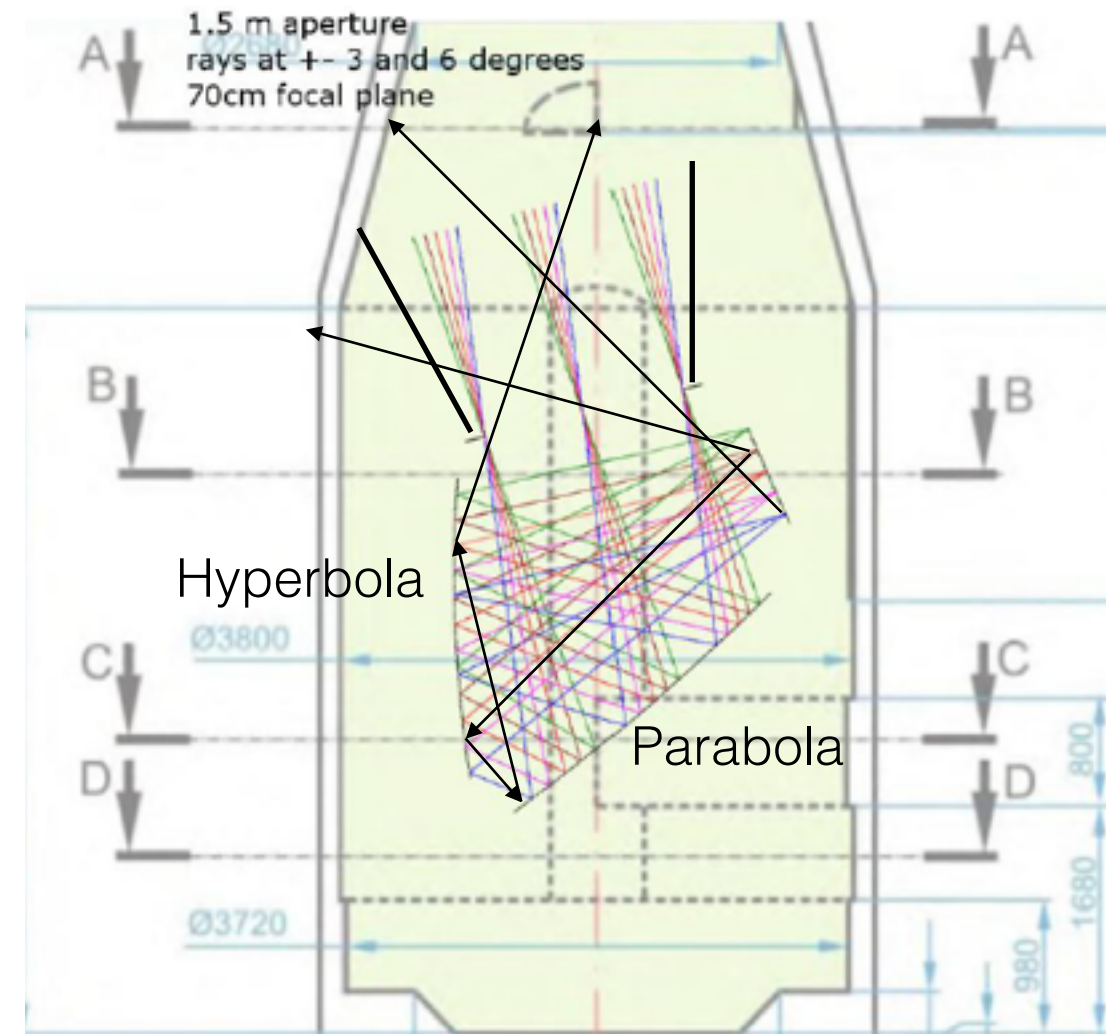 1.5 m aperture
Ø2680
rays at +- 3 and 6 degrees
70cm focal plane
A
A
B
B
Hyperbola
Ø3800
C
C
Parabola
800
D
D
1680
Ø3720
980